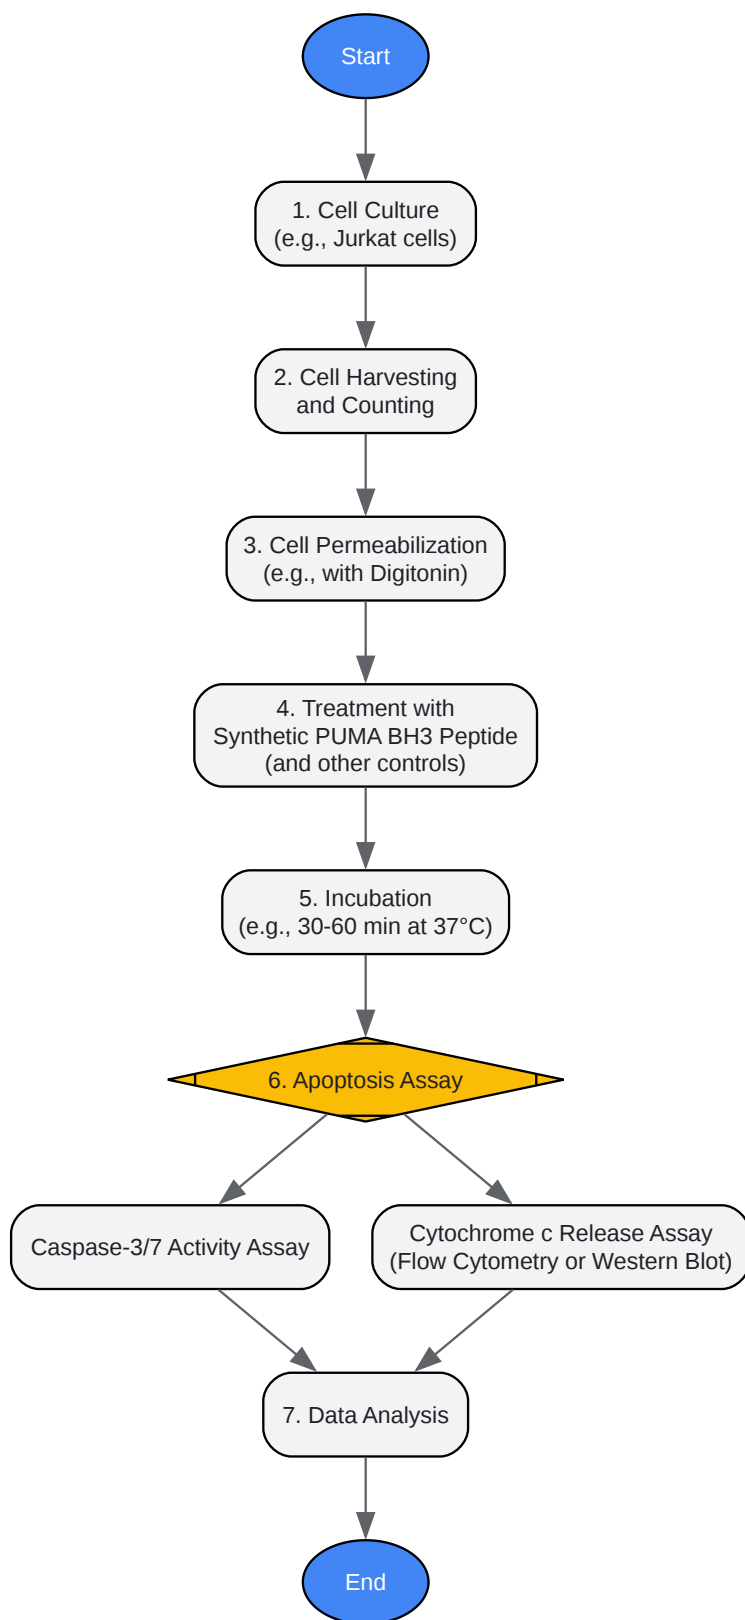 Start
1. Cell Culture
(e.g., Jurkat cells)
2. Cell Harvesting
and Counting
3. Cell Permeabilization
(e.g., with Digitonin)
4. Treatment with
Synthetic PUMA BH3 Peptide
(and other controls)
5. Incubation
(e.g., 30-60 min at 37°C)
6. Apoptosis Assay
Caspase-3/7 Activity Assay
Cytochrome c Release Assay
(Flow Cytometry or Western Blot)
7. Data Analysis
End